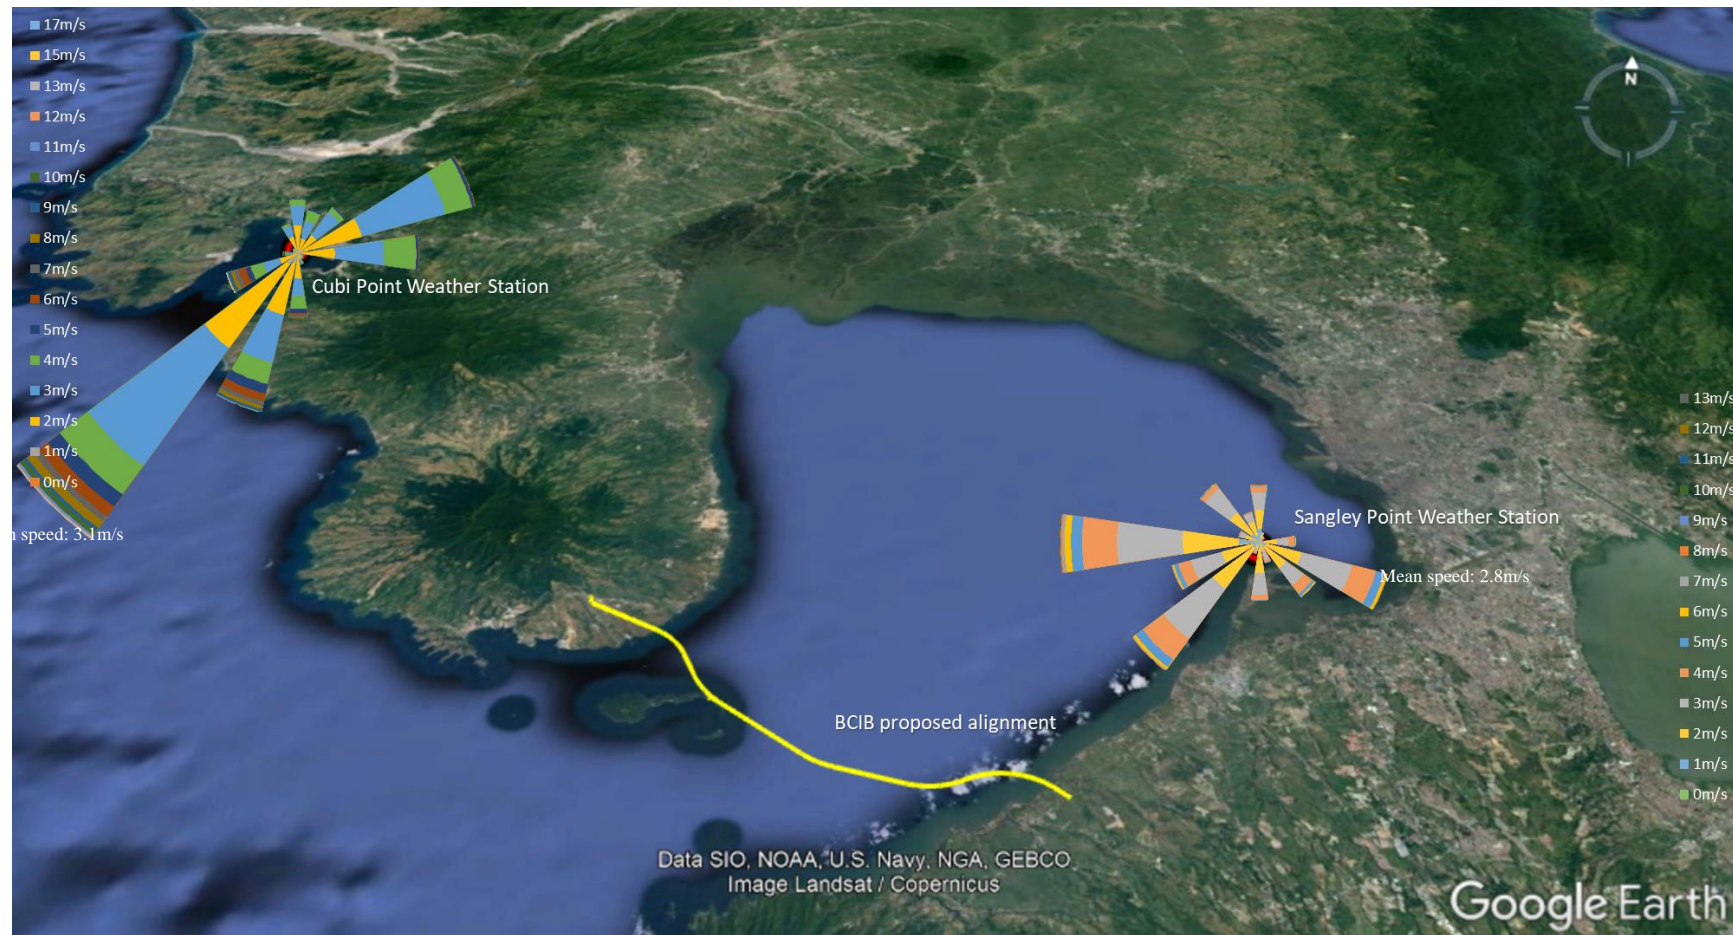 17m/s
15m/s
13m/s
12m/s
11m/s
10m/s
9m/s
8m/s
7m/s
6m/s
5m/s
4m/s
3m/s
2m/s
1m/s
0m/s
speed: 3.1m/s
Cubi Point Weather Station
N
Sangley Point Weather Station
Mean speed: 2.8m/s
BCIB proposed alignment
13m/s
12m/s
11m/s
10m/s
9m/s
8m/s
7m/s
6m/s
5m/s
4m/s
3m/s
2m/s
1m/s
0m/s
Data SIO, NOAA, U.S. Navy, NGA, GEBCO
Image Landsat / Copernicus
Google Earth